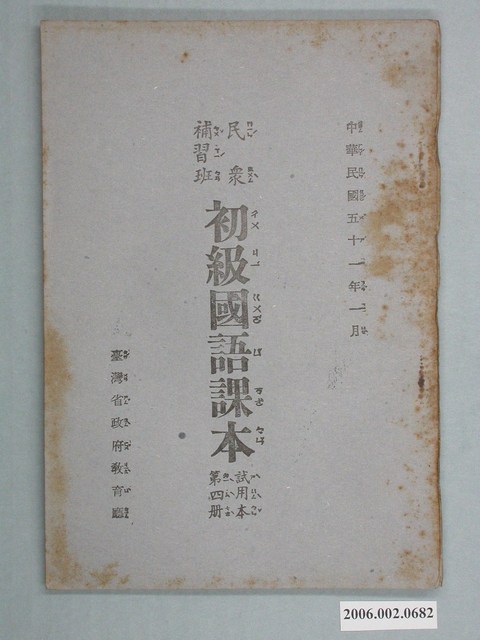 中華民國五十一年一月
民眾
補習班
初級國語課本
試用本
第四册
臺灣省政府教育廳
2006.002.0682